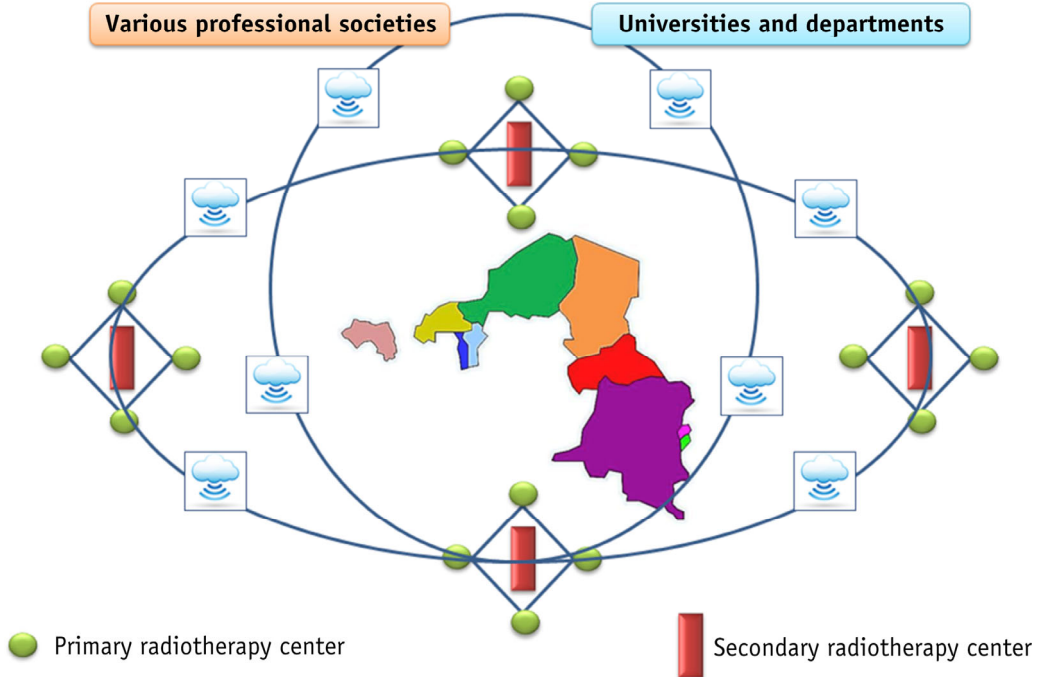 Various professional societies
Universities and departments
Primary radiotherapy center
Secondary radiotherapy center